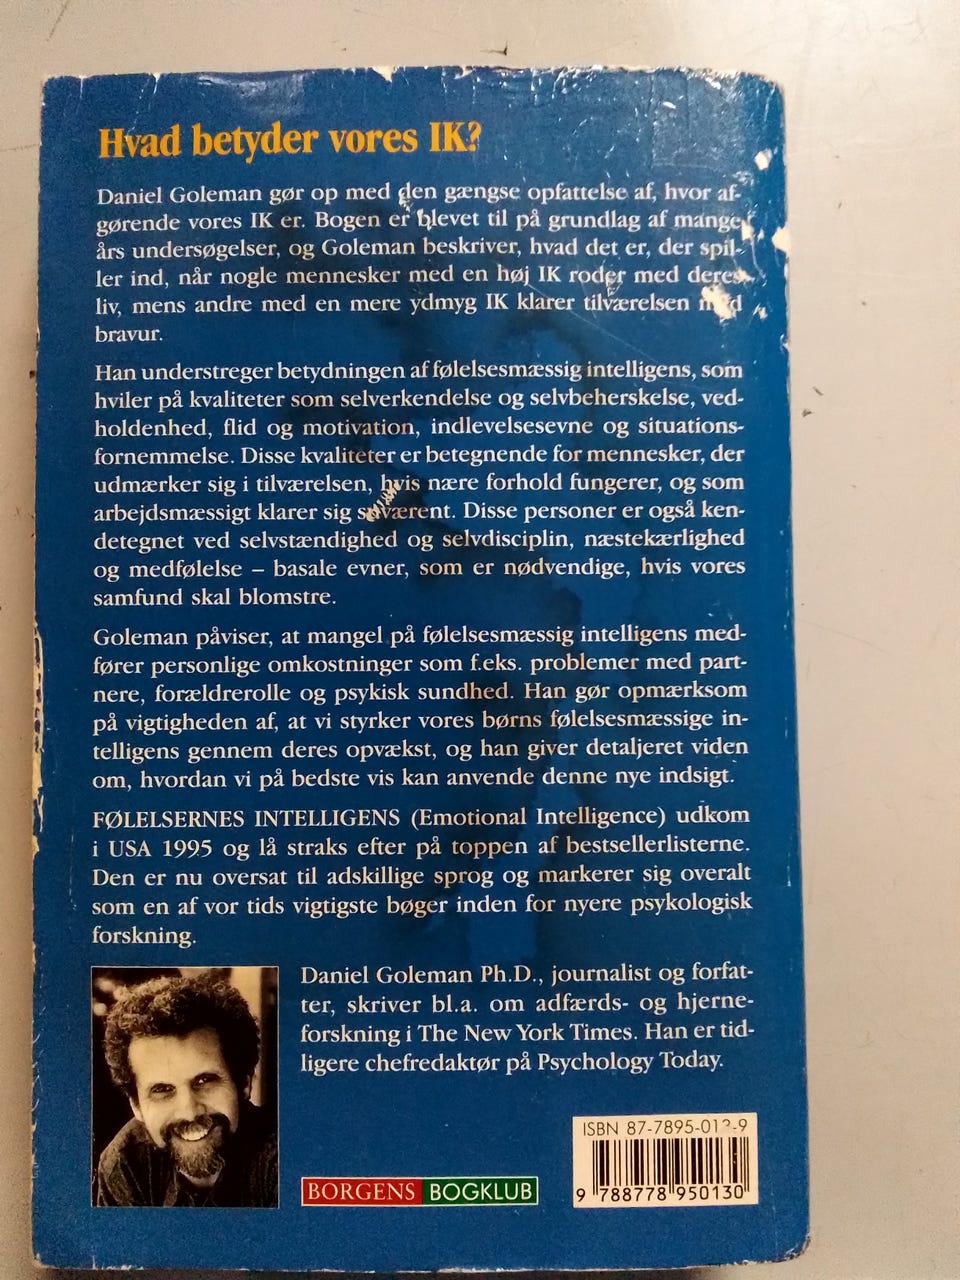 Hvad betyder vores IK?
Daniel Goleman gør op med den gængse opfattelse af, hvor af-
gørende vores IK er. Bogen er blevet til på grundlag af mange
års undersøgelser, og Goleman beskriver, hvad det er, der spil-
ler ind, når nogle mennesker med en høj IK roder med deres
liv, mens andre med en mere ydmyg IK klarer tilværelsen med
bravur.
Han understreger betydningen af følelsesmæssig intelligens, som
hviler på kvaliteter som selverkendelse og selvbeherskelse, ved-
holdenhed, flid og motivation, indlevelsesevne og situations-
fornemmelse. Disse kvaliteter er betegnende for mennesker, der
udmærker sig i tilværelsen, hvis nære forhold fungerer, og som
arbejdsmæssigt klarer sig suverænt. Disse personer er også ken-
detegnet ved selvstændighed og selvdisciplin, næstekærlighed
og medfølelse – basale evner, som er nødvendige, hvis vores
samfund skal blomstre.
Goleman påviser, at mangel på følelsesmæssig intelligens med-
fører personlige omkostninger som f.eks. problemer med part-
nere, forældrerolle og psykisk sundhed. Han gør opmærksom
på vigtigheden af, at vi styrker vores børns følelsesmæssige in-
telligens gennem deres opvækst, og han giver detaljeret viden
om, hvordan vi på bedste vis kan anvende denne nye indsigt.
FØLELSERNES INTELLIGENS (Emotional Intelligence) udkom
i USA 1995 og lå straks efter på toppen af bestsellerlisterne.
Den er nu oversat til adskillige sprog og markerer sig overalt
som en af vor tids vigtigste bøger inden for nyere psykologisk
forskning.
Daniel Goleman Ph.D., journalist og forfat-
ter, skriver bl.a. om adfærds- og hjerne-
forskning i The New York Times. Han er tid-
ligere chefredaktør på Psychology Today.
ISBN 87-7895-013-9
9 788778 950130
BORGENS BOGKLUB